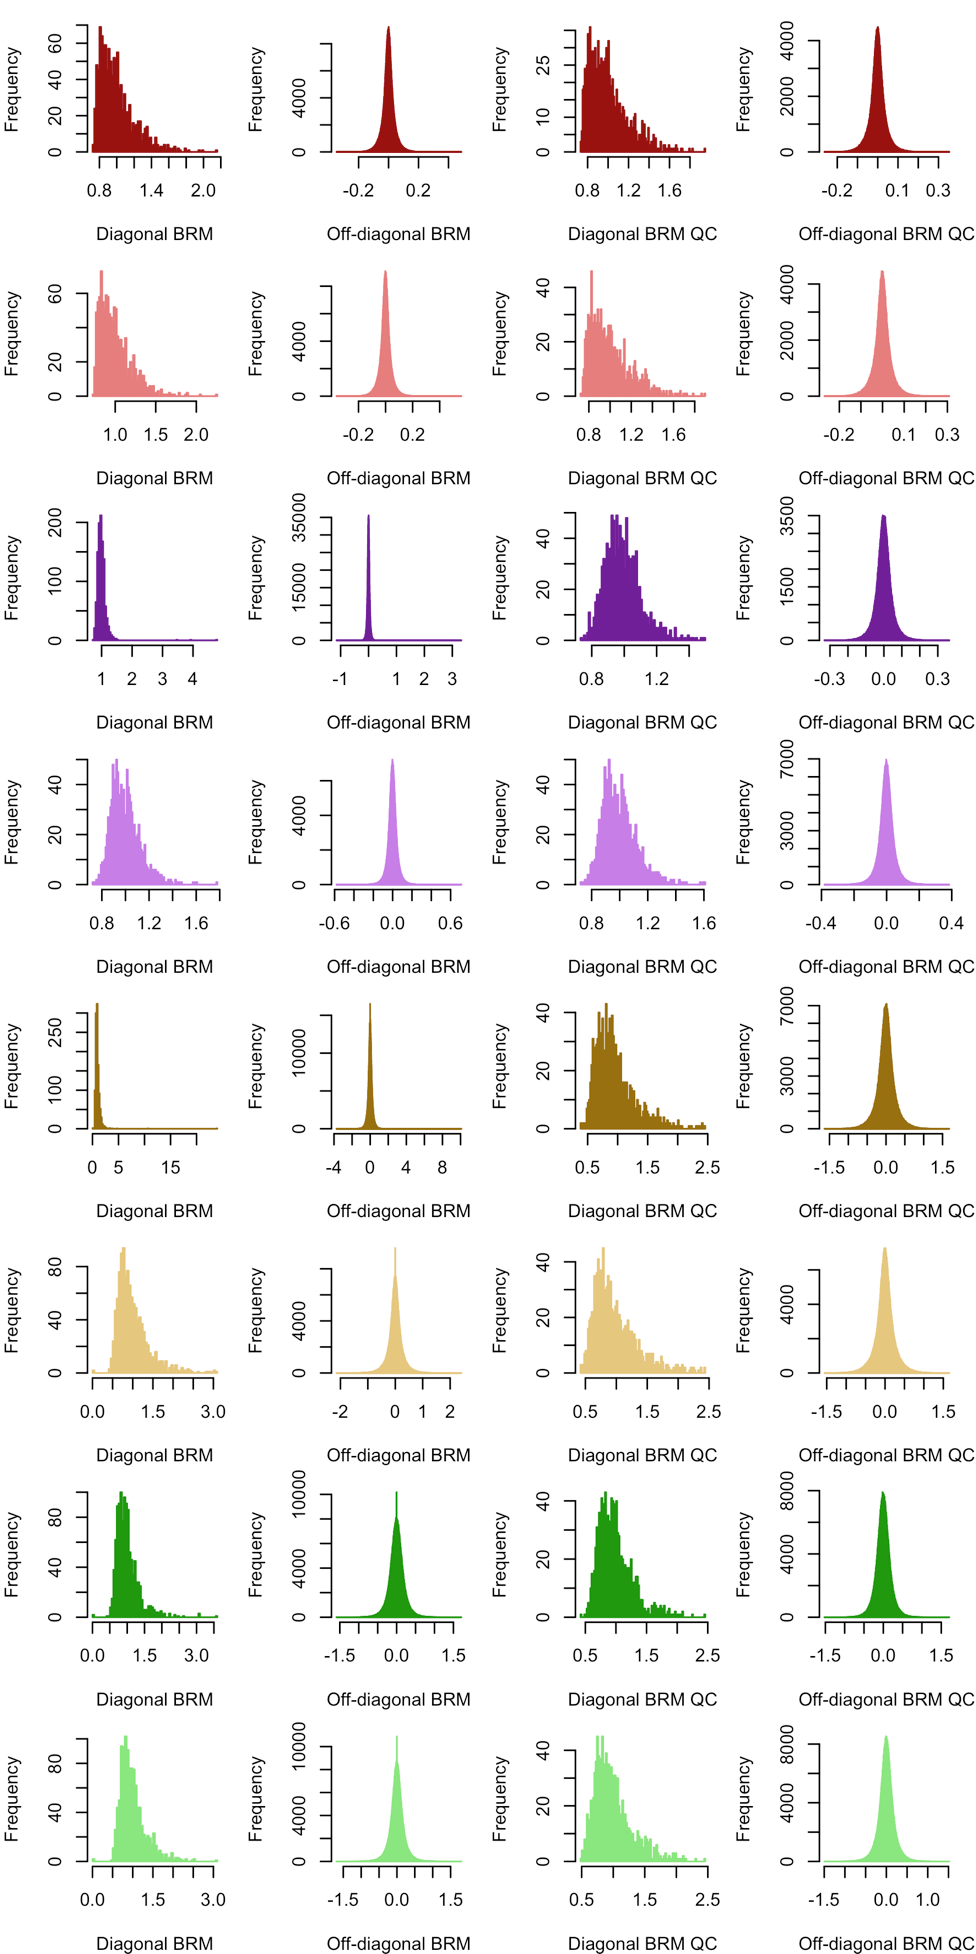 Frequency
0 20 40 60
0.8 1.4 2.0
Diagonal BRM
Frequency
0 4000
-0.2 0.2
Off-diagonal BRM
Frequency
0 10 25
0.8 1.2 1.6
Diagonal BRM QC
Frequency
0 2000 4000
-0.2 0.1 0.3
Off-diagonal BRM QC
Frequency
0 20 60
1.0 1.5 2.0
Diagonal BRM
Frequency
0 4000
-0.2 0.2
Off-diagonal BRM
Frequency
0 20 40
0.8 1.2 1.6
Diagonal BRM QC
Frequency
0 2000 4000
-0.2 0.1 0.3
Off-diagonal BRM QC
Frequency
0 100 200
1 2 3 4
Diagonal BRM
Frequency
0 15000 35000
-1 1 2 3
Off-diagonal BRM
Frequency
0 20 40
0.8 1.2
Diagonal BRM QC
Frequency
0 1500 3500
-0.3 0.0 0.3
Off-diagonal BRM QC
Frequency
0 20 40
0.8 1.2 1.6
Diagonal BRM
Frequency
0 4000
-0.6 0.0 0.6
Off-diagonal BRM
Frequency
0 20 40
0.8 1.2 1.6
Diagonal BRM QC
Frequency
0 3000 7000
-0.4 0.0 0.4
Off-diagonal BRM QC
Frequency
0 100 250
0 5 15
Diagonal BRM
Frequency
0 10000
-4 0 4 8
Off-diagonal BRM
Frequency
0 20 40
0.5 1.5 2.5
Diagonal BRM QC
Frequency
0 3000 7000
-1.5 0.0 1.5
Off-diagonal BRM QC
Frequency
0 40 80
0.0 1.5 3.0
Diagonal BRM
Frequency
0 4000
-2 0 1 2
Off-diagonal BRM
Frequency
0 20 40
0.5 1.5 2.5
Diagonal BRM QC
Frequency
0 4000
-1.5 0.0 1.5
Off-diagonal BRM QC
Frequency
0 40 80
0.0 1.5 3.0
Diagonal BRM
Frequency
0 4000 10000
-1.5 0.0 1.5
Off-diagonal BRM
Frequency
0 20 40
0.5 1.5 2.5
Diagonal BRM QC
Frequency
0 4000 8000
-1.5 0.0 1.5
Off-diagonal BRM QC
Frequency
0 40 80
0.0 1.5 3.0
Diagonal BRM
Frequency
0 4000 10000
-1.5 0.0 1.5
Off-diagonal BRM
Frequency
0 20 40
0.5 1.5 2.5
Diagonal BRM QC
Frequency
0 4000 8000
-1.5 0.0 1.0
Off-diagonal BRM QC